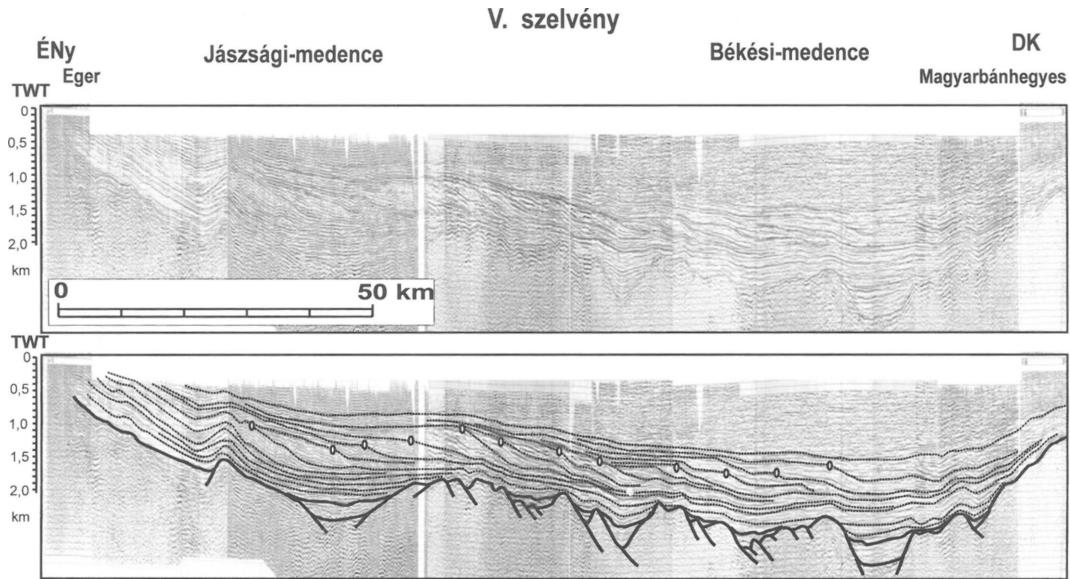 V. szelvény
ÉNy
Jászsági-medence
Békési-medence
DK
Eger
Magyarbánhegyes
TWT
0
0,5
1,0
1,5
2,0
km
0
50 km
TWT
0
0,5
1,0
1,5
2,0
km